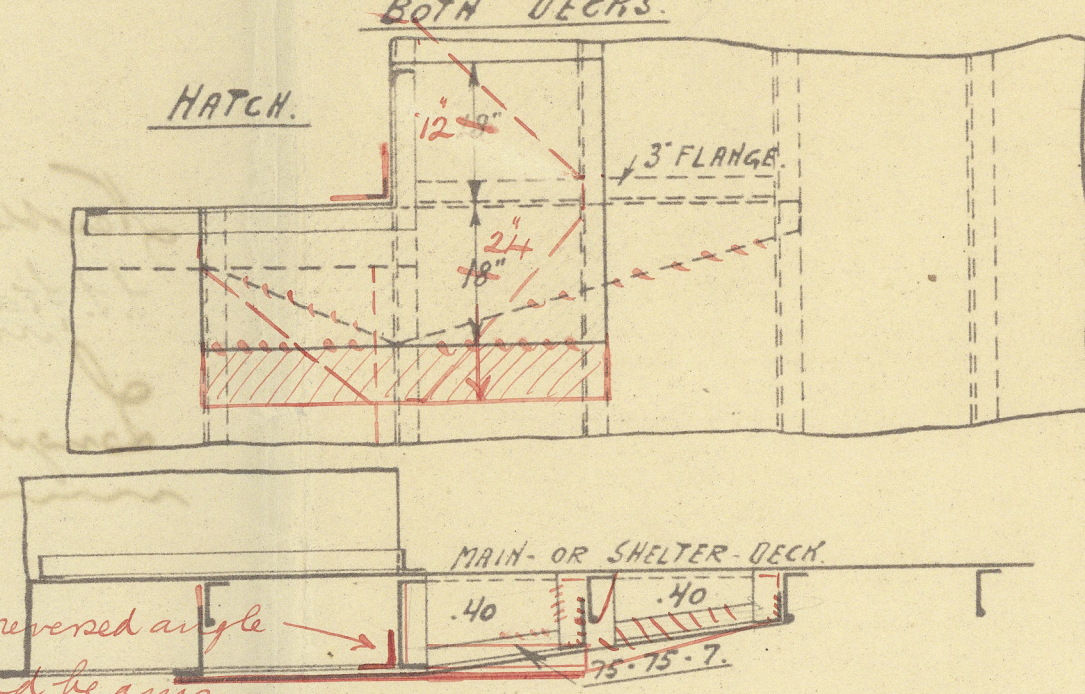 BOTH DECKS.
HATCH.
12" 18"
3" FLANGE.
24"
18"
MAIN- OR SHELTER-DECK.
.40
.40
reversed angle
75·75·7.